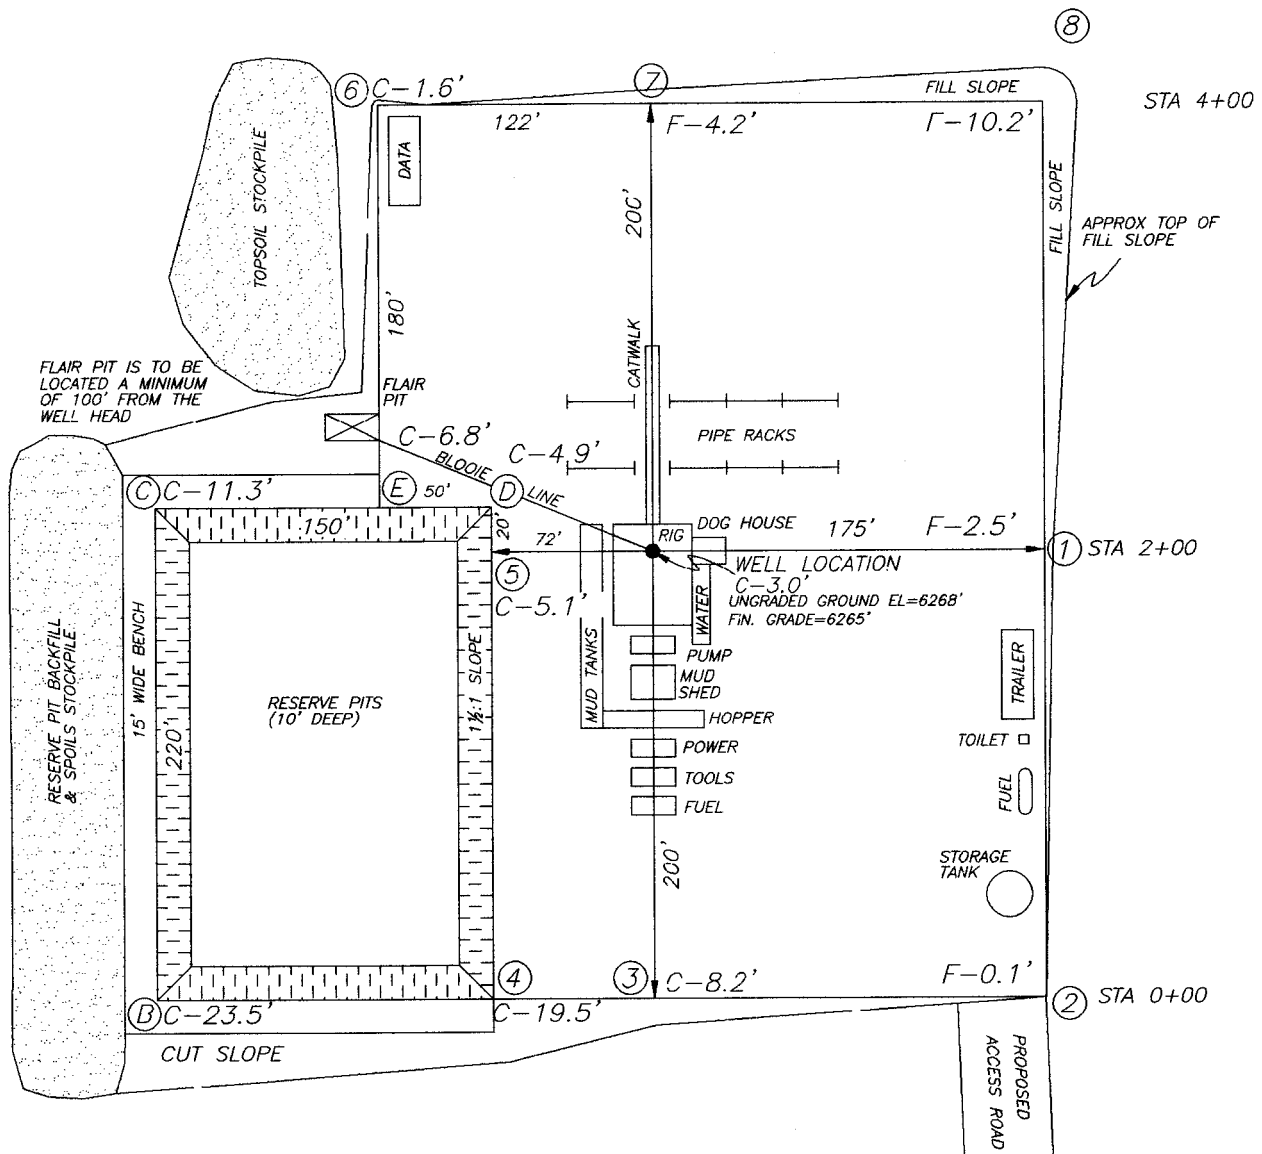 8
6 C-1.6'
7
FILL SLOPE
STA 4+00
122'
F-4.2'
F-10.2'
DATA
TOPSOIL STOCKPILE
200'
FILL SLOPE
APPROX TOP OF
FILL SLOPE
180'
CATWALK
FLAIR PIT IS TO BE
LOCATED A MINIMUM
OF 100' FROM THE
WELL HEAD
FLAIR
PIT
C-6.8'
C-4.9'
PIPE RACKS
BLOOIE LINE
C C-11.3'
E 50'
D
150'
20'
72'
RIG
DOG HOUSE
175'
F-2.5'
1 STA 2+00
5
C-5.1'
WELL LOCATION
C-3.0'
UNGRADED GROUND EL=6268'
FIN. GRADE=6265'
WATER
RESERVE PIT BACKFILL
& SPOILS STOCKPILE
15' WIDE BENCH
220'
RESERVE PITS
(10' DEEP)
1½:1 SLOPE
MUD TANKS
PUMP
MUD
SHED
HOPPER
POWER
TOOLS
FUEL
TRAILER
TOILET
FUEL
STORAGE
TANK
200'
4
3
C-8.2'
F-0.1'
2 STA 0+00
B C-23.5'
C-19.5'
CUT SLOPE
PROPOSED
ACCESS ROAD